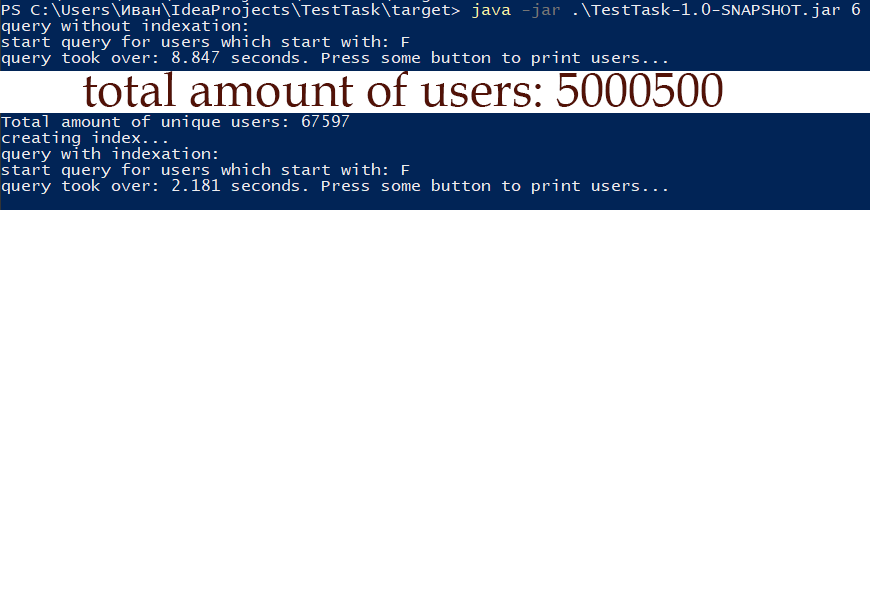 PS C:\Users\Иван\IdeaProjects\TestTask\target> java -jar .\TestTask-1.0-SNAPSHOT.jar 6
query without indexation:
start query for users which start with: F
query took over: 8.847 seconds. Press some button to print users...
total amount of users: 5000500
Total amount of unique users: 67597
creating index...
query with indexation:
start query for users which start with: F
query took over: 2.181 seconds. Press some button to print users...